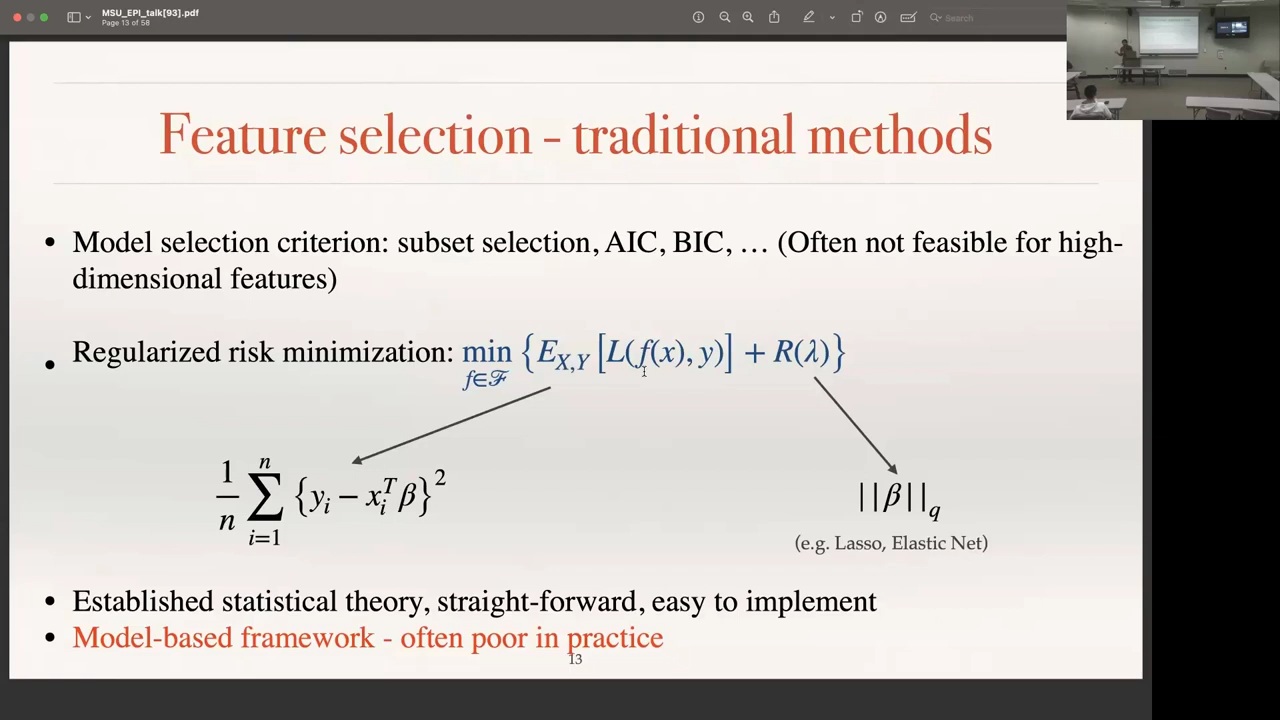 MSU_EPI_talk[93].pdf
Page 13 of 58
Search
Feature selection - traditional methods
• Model selection criterion: subset selection, AIC, BIC, … (Often not feasible for high-
dimensional features)
• Regularized risk minimization: min_{f∈ℱ} {E_{X,Y} [L(f(x), y)] + R(λ)}
1/n ∑_{i=1}^{n} {y_i − x_i^T β}^2
||β||_q
(e.g. Lasso, Elastic Net)
• Established statistical theory, straight-forward, easy to implement
• Model-based framework - often poor in practice
13